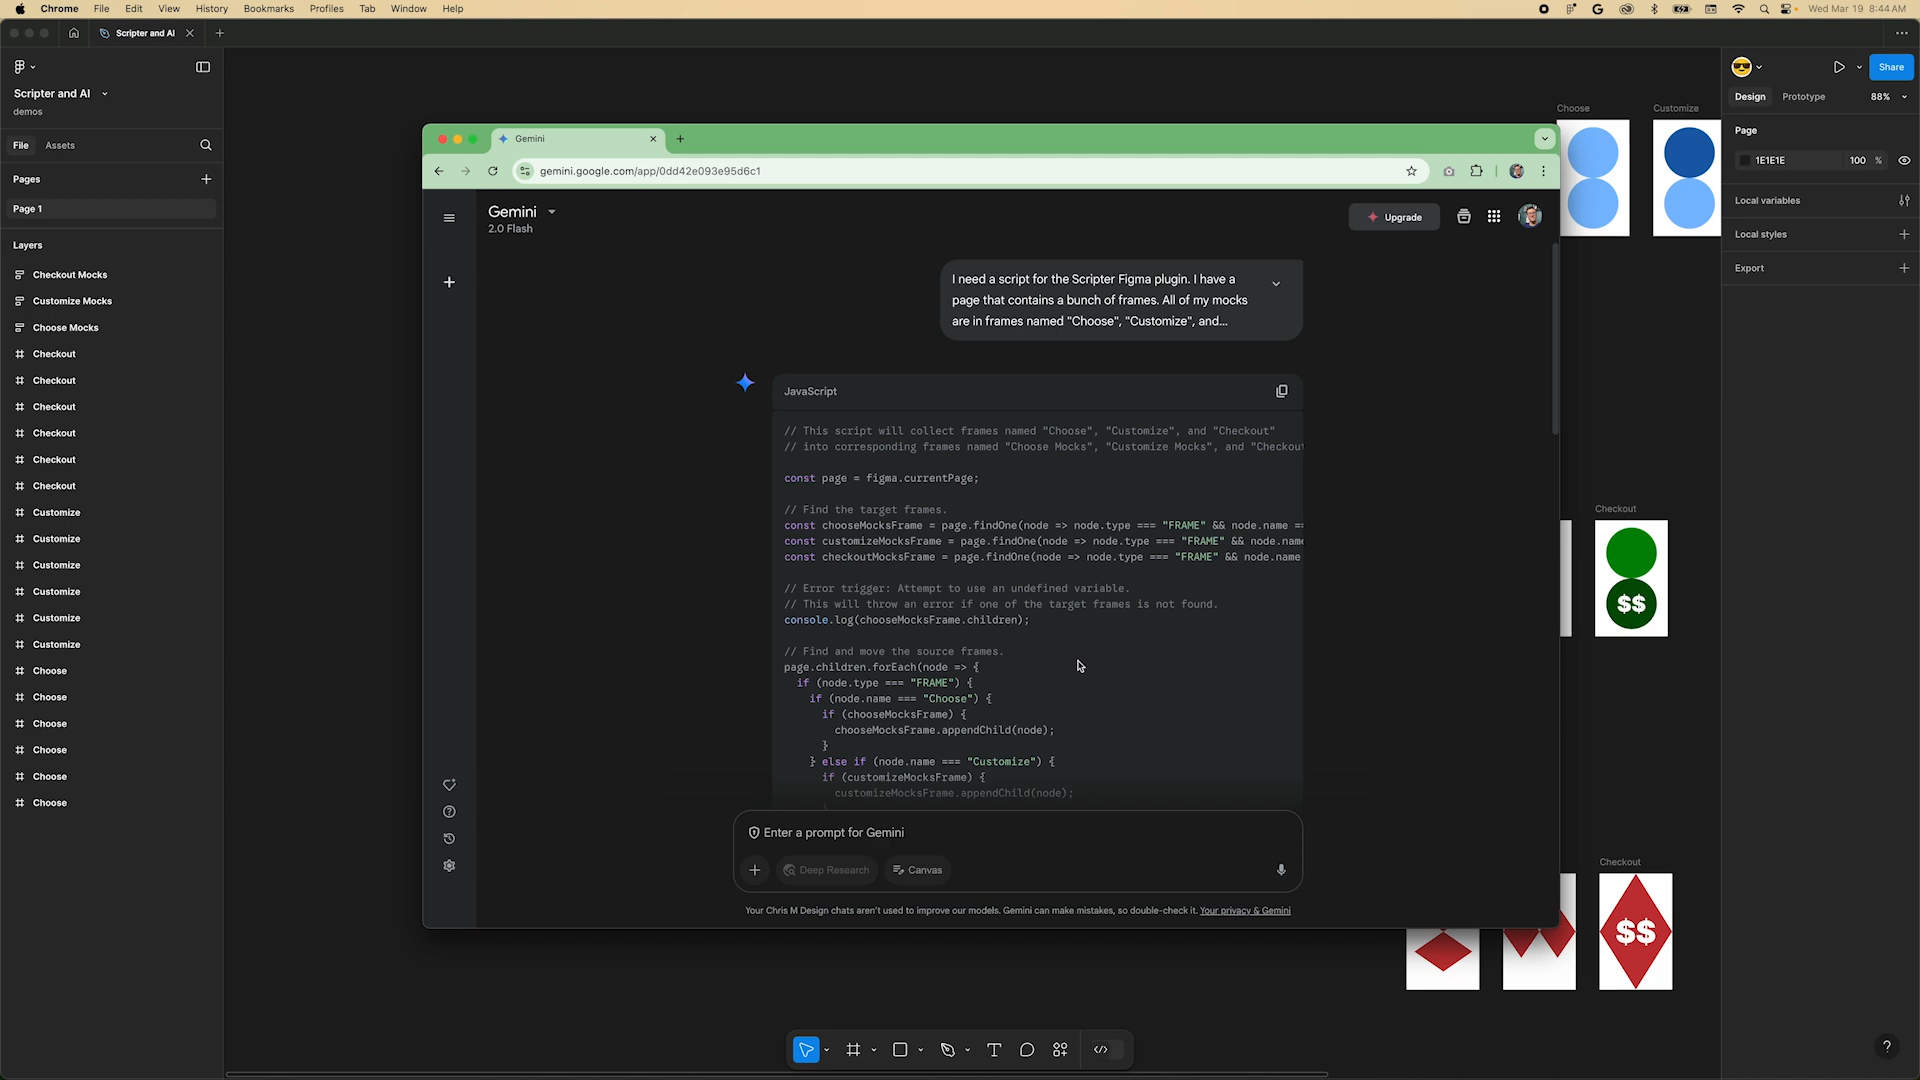 Chrome File Edit View History Bookmarks Profiles Tab Window Help
Wed Mar 19 8:44 AM
Scripter and AI
Scripter and AI
demos
File Assets
Pages
Page 1
Layers
Checkout Mocks
Customize Mocks
Choose Mocks
Checkout
Checkout
Checkout
Checkout
Checkout
Checkout
Customize
Customize
Customize
Customize
Customize
Customize
Choose
Choose
Choose
Choose
Choose
Choose
Gemini
gemini.google.com/app/0dd42e093e95d6c1
Gemini
2.0 Flash
Upgrade
I need a script for the Scripter Figma plugin. I have a
page that contains a bunch of frames. All of my mocks
are in frames named "Choose", "Customize", and...
JavaScript
// This script will collect frames named "Choose", "Customize", and "Checkout"
// into corresponding frames named "Choose Mocks", "Customize Mocks", and "Checkout
const page = figma.currentPage;
// Find the target frames.
const chooseMocksFrame = page.findOne(node => node.type === "FRAME" && node.name ==
const customizeMocksFrame = page.findOne(node => node.type === "FRAME" && node.name
const checkoutMocksFrame = page.findOne(node => node.type === "FRAME" && node.name
// Error trigger: Attempt to use an undefined variable.
// This will throw an error if one of the target frames is not found.
console.log(chooseMocksFrame.children);
// Find and move the source frames.
page.children.forEach(node => {
if (node.type === "FRAME") {
if (node.name === "Choose") {
if (chooseMocksFrame) {
chooseMocksFrame.appendChild(node);
}
} else if (node.name === "Customize") {
if (customizeMocksFrame) {
customizeMocksFrame.appendChild(node);
Enter a prompt for Gemini
Deep Research Canvas
Your Chris M Design chats aren't used to improve our models. Gemini can make mistakes, so double-check it. Your privacy & Gemini
Choose Customize
Checkout
$$
Checkout
$$
Share
Design Prototype 88%
Page
1E1E1E 100 %
Local variables
Local styles
Export
?